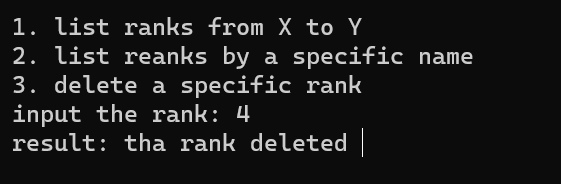 1. list ranks from X to Y
2. list reanks by a specific name
3. delete a specific rank
input the rank: 4
result: tha rank deleted